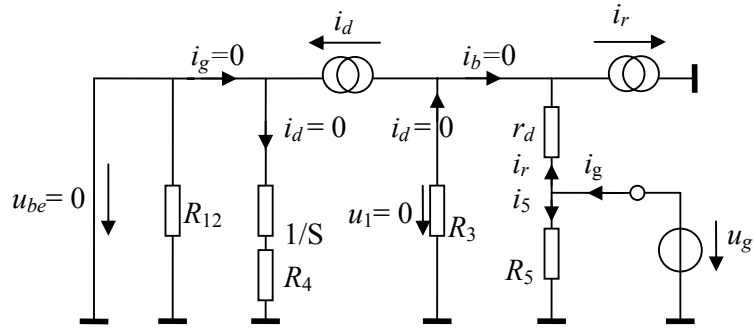 i_d
i_r
i_g=0
i_b=0
i_d = 0
i_d = 0
r_d
i_r
i_g
u_be= 0
R_12
u_1= 0
R_3
i_5
1/S
R_4
R_5
u_g